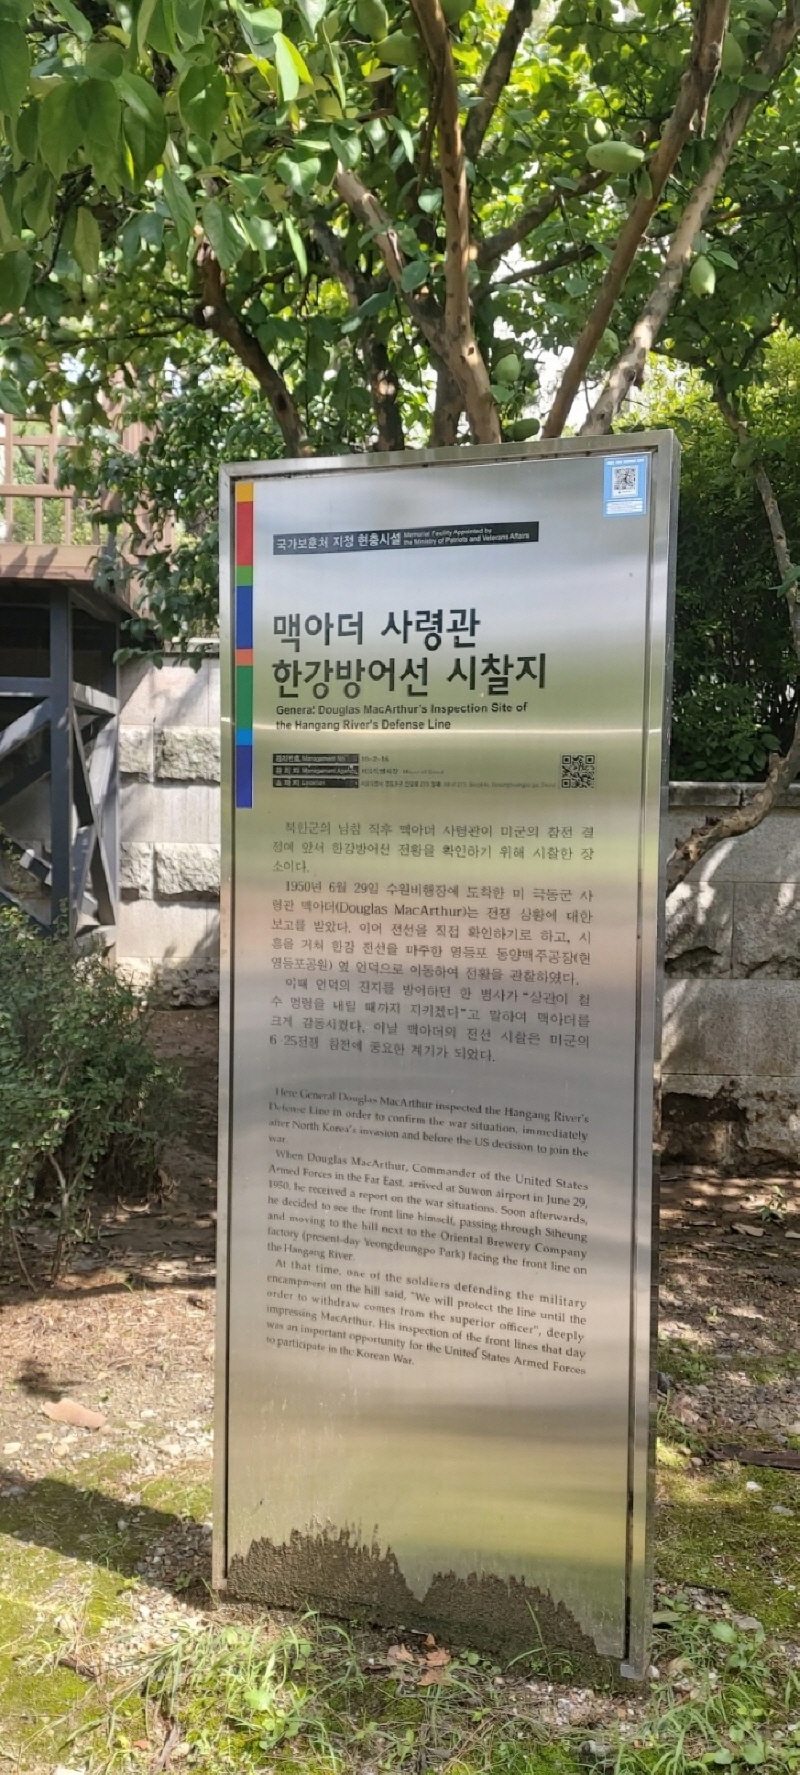 국가보훈처 지정 현충시설 Memorial Facility Appointed by
the Ministry of Patriots and Veterans Affairs
맥아더 사령관
한강방어선 시찰지
General Douglas MacArthur's Inspection Site of
the Hangang River's Defense Line
관리번호 Management No. 10-2-16
관 리 자 Management Agency
소 재 지 Location
북한군의 남침 직후 맥아더 사령관이 미군의 참전 결
정에 앞서 한강방어선 전황을 확인하기 위해 시찰한 장
소이다.
1950년 6월 29일 수원비행장에 도착한 미 극동군 사
령관 맥아더(Douglas MacArthur)는 전쟁 상황에 대한
보고를 받았다. 이어 전선을 직접 확인하기로 하고, 시
흥을 거쳐 한강 전선을 마주한 영등포 동양맥주공장(현
영등포공원) 옆 언덕으로 이동하여 전황을 관찰하였다.
이때 언덕의 진지를 방어하던 한 병사가 "상관이 철
수 명령을 내릴 때까지 지키겠다"고 말하여 맥아더를
크게 감동시켰다. 이날 맥아더의 전선 시찰은 미군의
6·25전쟁 참전에 중요한 계기가 되었다.
Here General Douglas MacArthur inspected the Hangang River's
Defense Line in order to confirm the war situation, immediately
after North Korea's invasion and before the US decision to join the
war.
When Douglas MacArthur, Commander of the United States
Armed Forces in the Far East, arrived at Suwon airport in June 29,
1950, he received a report on the war situations. Soon afterwards,
he decided to see the front line himself, passing through Siheung
and moving to the hill next to the Oriental Brewery Company
factory (present-day Yeongdeungpo Park) facing the front line on
the Hangang River.
At that time, one of the soldiers defending the military
encampment on the hill said, "We will protect the line until the
order to withdraw comes from the superior officer", deeply
impressing MacArthur. His inspection of the front lines that day
was an important opportunity for the United States Armed Forces
to participate in the Korean War.